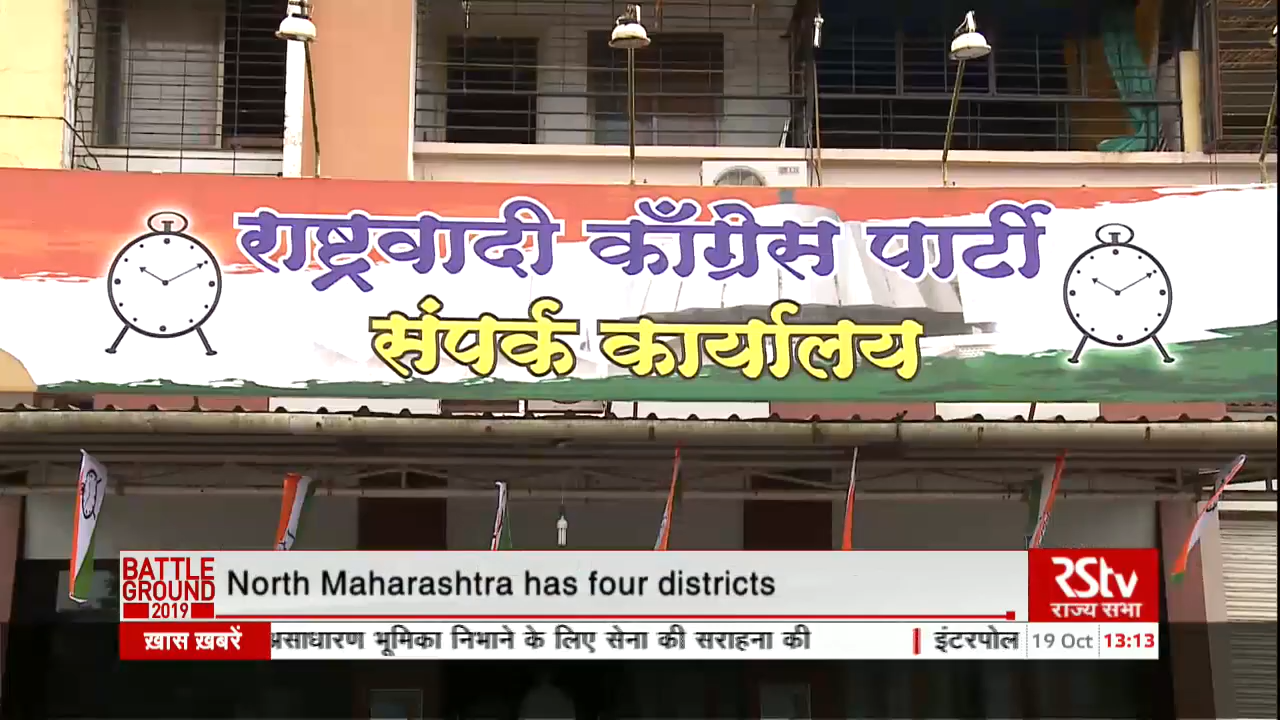 राष्ट्रवादी काँग्रेस पार्टी
संपर्क कार्यालय
BATTLE GROUND 2019
North Maharashtra has four districts
RSTV
राज्य सभा
ख़ास ख़बरें
असाधारण भूमिका निभाने के लिए सेना की सराहना की | इंटरपोल
19 Oct 13:13